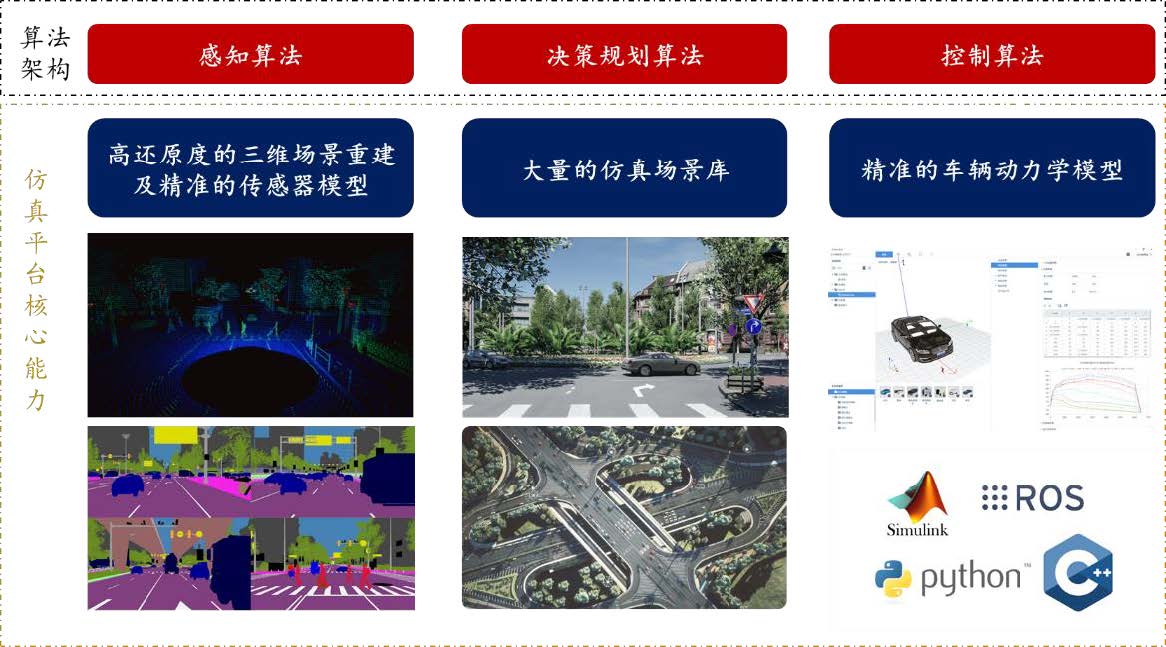 算法
架构
感知算法
决策规划算法
控制算法
仿真平台核心能力
高还原度的三维场景重建
及精准的传感器模型
大量的仿真场景库
精准的车辆动力学模型
Simulink
ROS
python™
C++